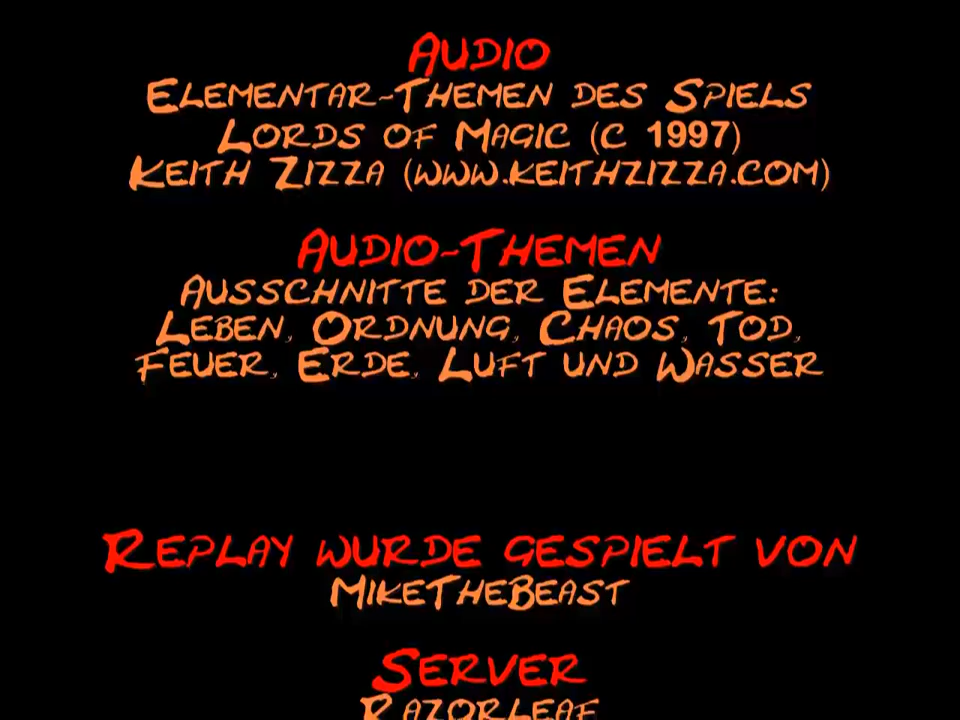 Audio
Elementar-Themen des Spiels
Lords of Magic (c 1997)
Keith Zizza (www.keithzizza.com)
Audio-Themen
Ausschnitte der Elemente:
Leben, Ordnung, Chaos, Tod,
Feuer, Erde, Luft und Wasser
Replay wurde gespielt von
MikeTheBeast
Server
Razorleaf